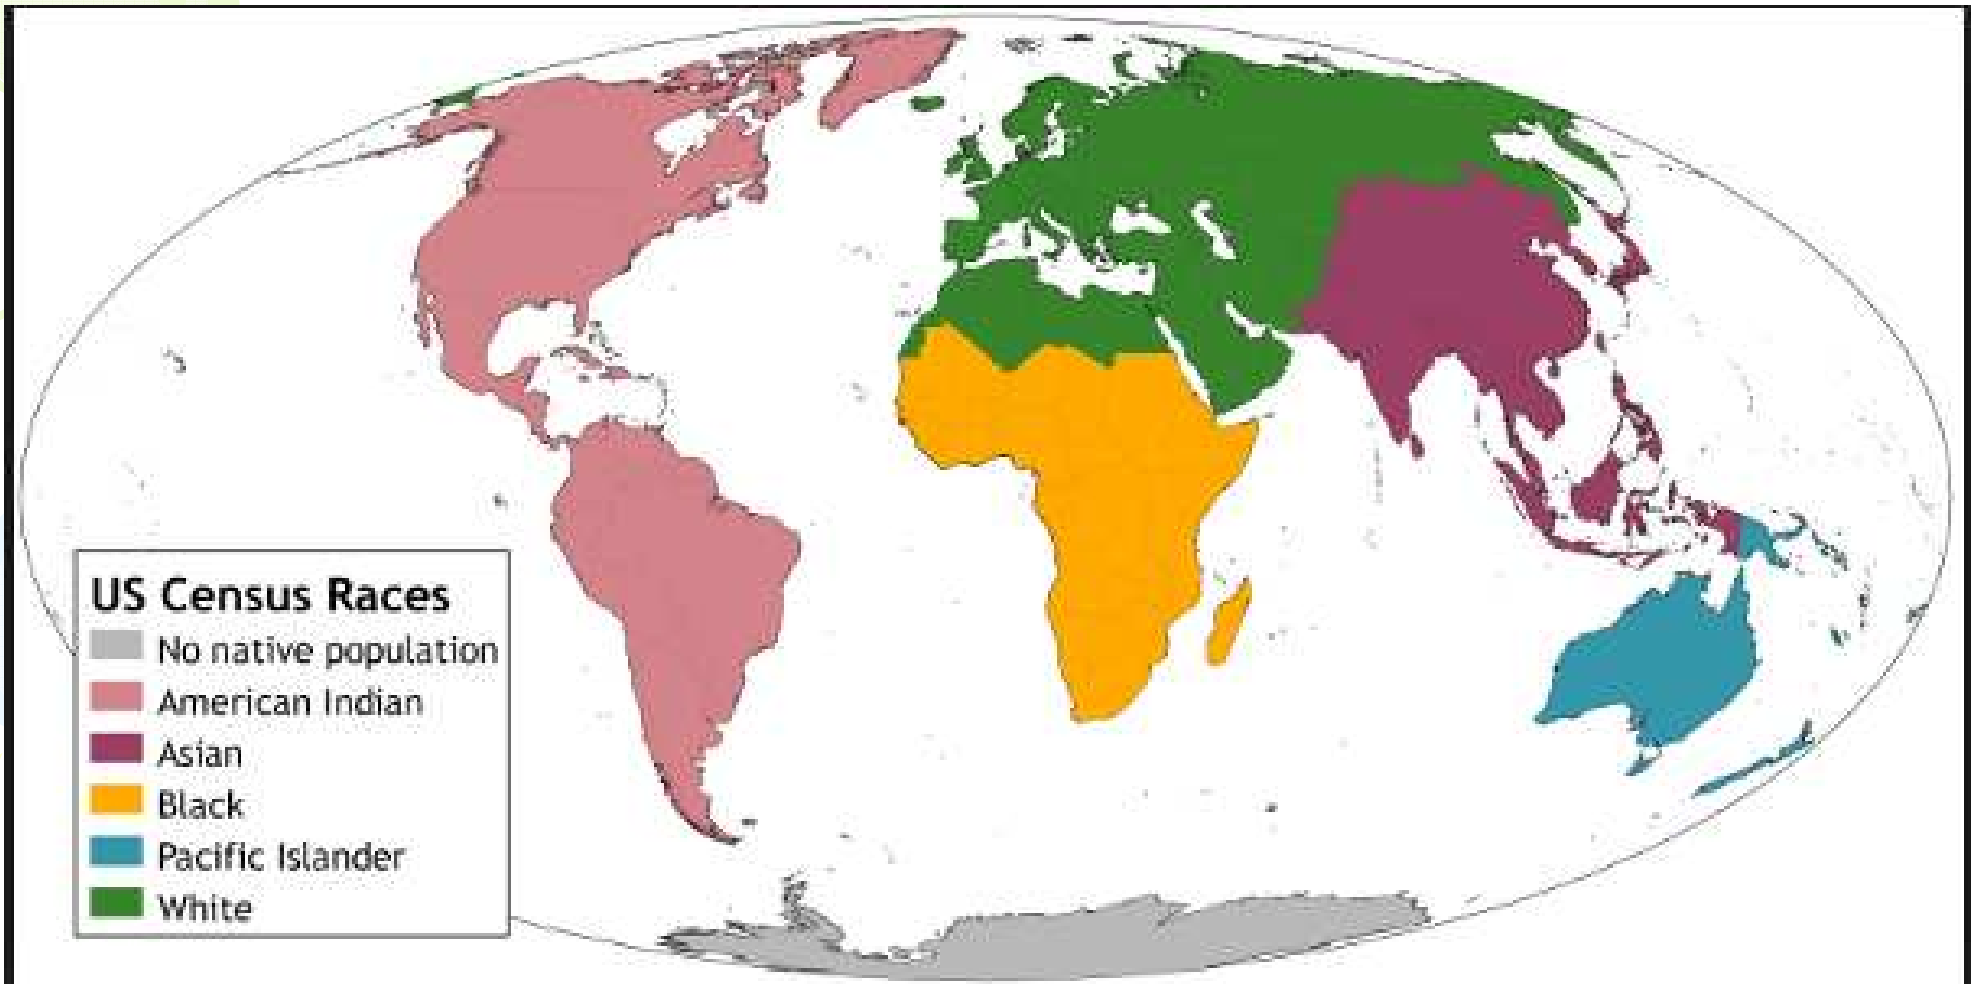 US Census Races
No native population
American Indian
Asian
Black
Pacific Islander
White